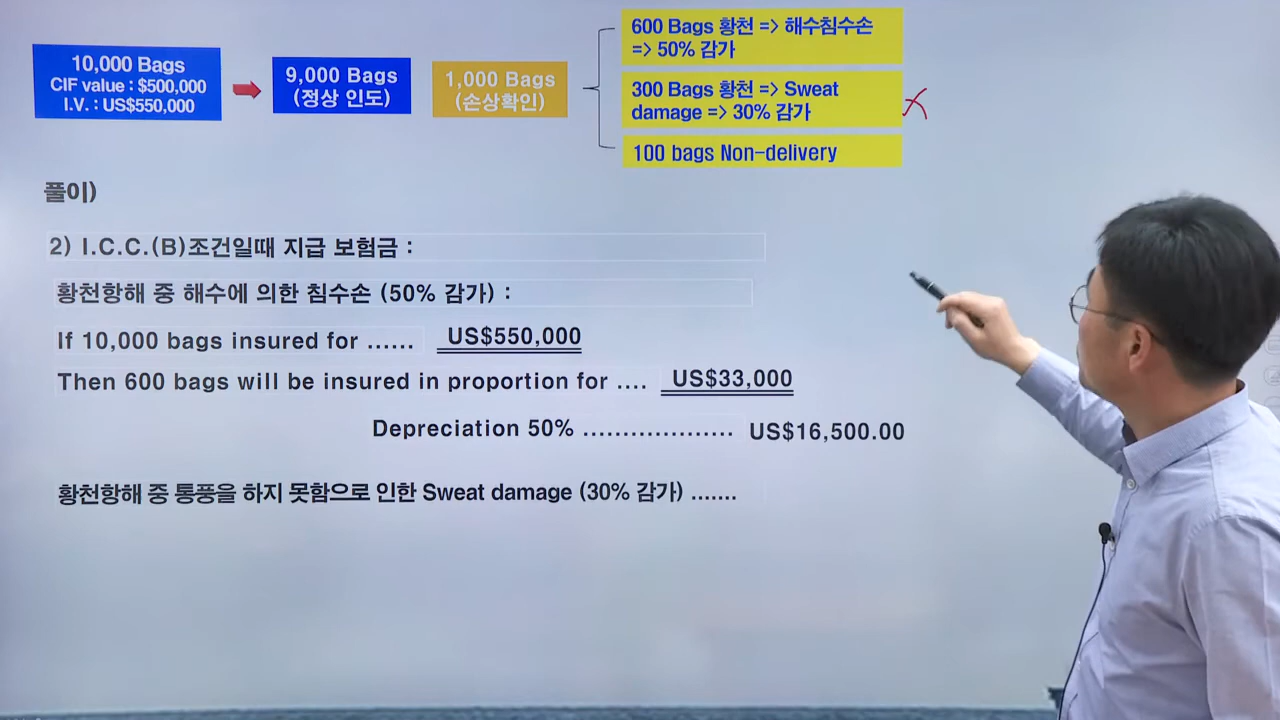 10,000 Bags
CIF value : $500,000
I.V. : US$550,000
9,000 Bags
(정상 인도)
1,000 Bags
(손상확인)
600 Bags 황천 => 해수침수손
=> 50% 감가
300 Bags 황천 => Sweat
damage => 30% 감가
100 bags Non-delivery
풀이)
2) I.C.C.(B)조건일때 지급 보험금 :
황천항해 중 해수에 의한 침수손 (50% 감가) :
If 10,000 bags insured for ...... US$550,000
Then 600 bags will be insured in proportion for .... US$33,000
Depreciation 50% ................... US$16,500.00
황천항해 중 통풍을 하지 못함으로 인한 Sweat damage (30% 감가) .......